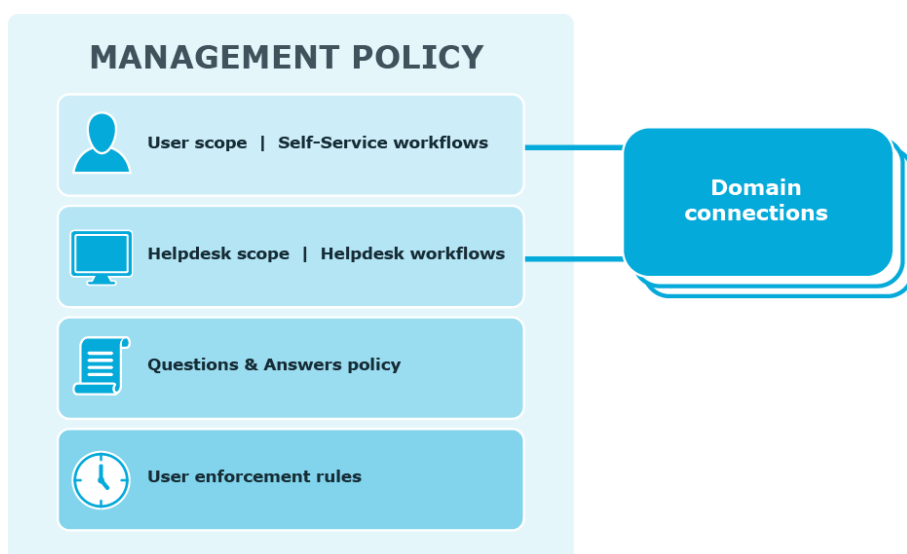 MANAGEMENT POLICY
User scope | Self-Service workflows
Helpdesk scope | Helpdesk workflows
Questions & Answers policy
User enforcement rules
Domain
connections